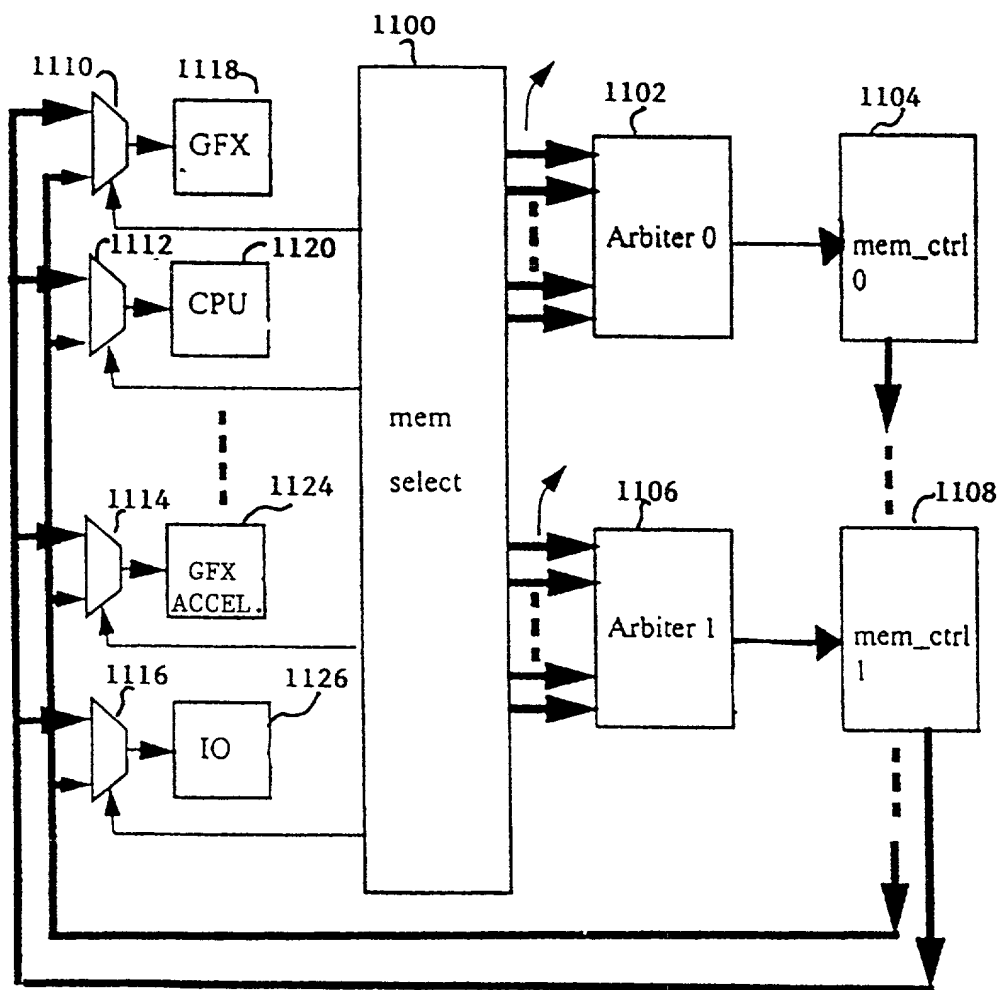 1100
1110
1118
GFX
1102
1104
Arbiter 0
mem_ctrl
0
1112
1120
CPU
mem
select
1114
1124
GFX
ACCEL.
1106
1108
Arbiter 1
mem_ctrl
1
1116
1126
IO